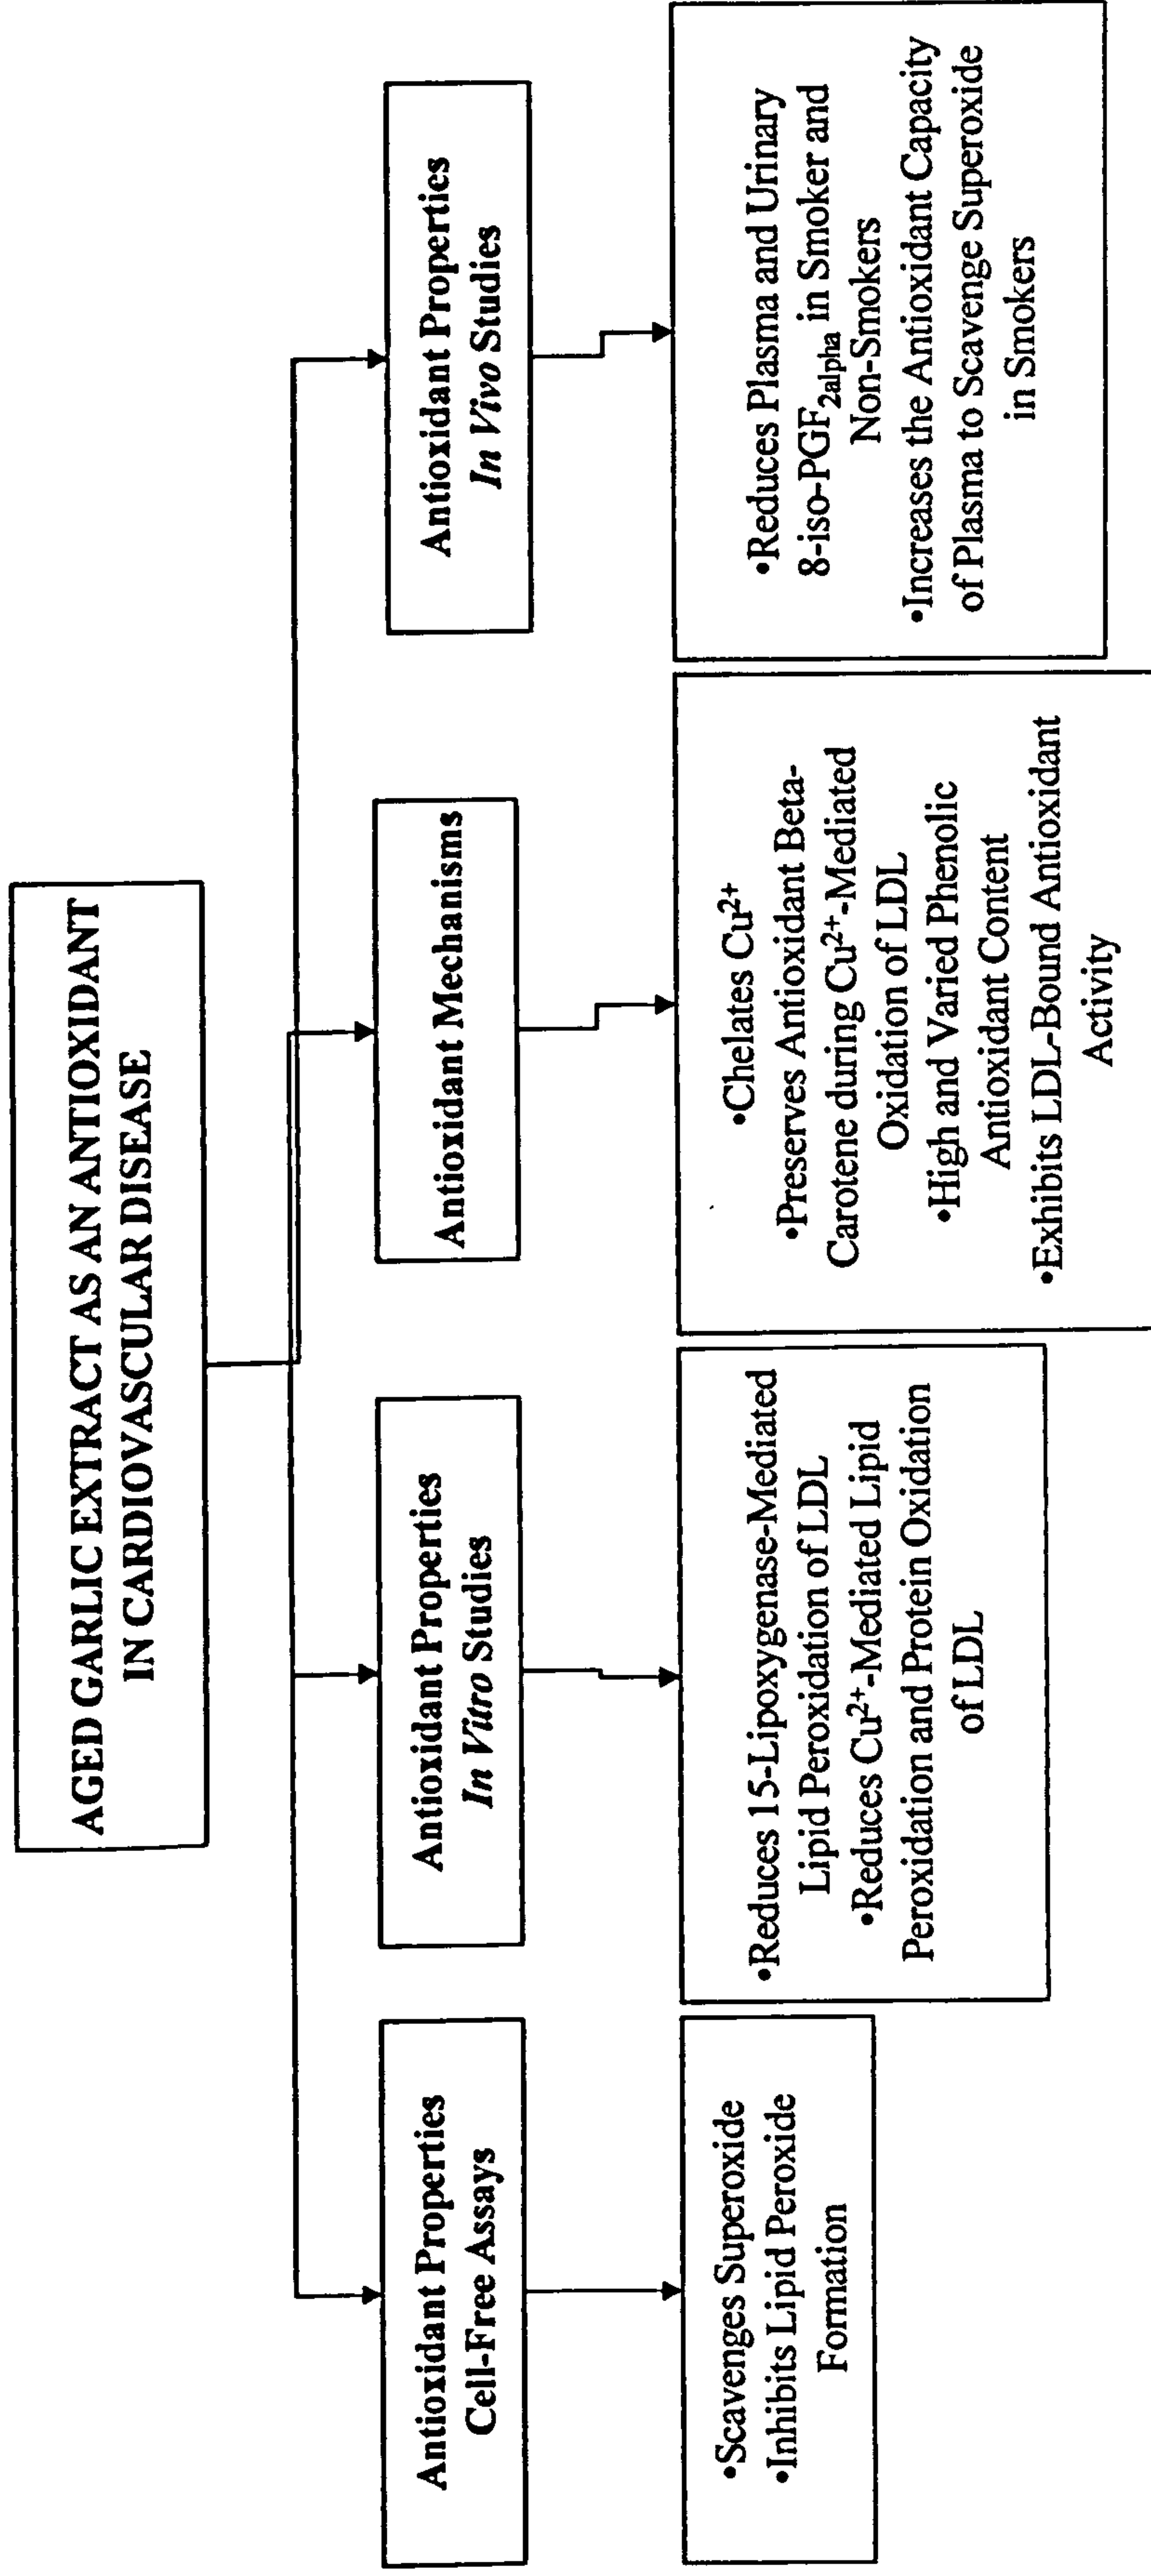 AGED GARLIC EXTRACT AS AN ANTIOXIDANT
IN CARDIOVASCULAR DISEASE
Antioxidant Properties
Cell-Free Assays
Antioxidant Properties
In Vitro Studies
Antioxidant Mechanisms
Antioxidant Properties
In Vivo Studies
•Scavenges Superoxide
•Inhibits Lipid Peroxide
Formation
•Reduces 15-Lipoxygenase-Mediated
Lipid Peroxidation of LDL
•Reduces Cu²⁺-Mediated Lipid
Peroxidation and Protein Oxidation
of LDL
•Chelates Cu²⁺
•Preserves Antioxidant Beta-
Carotene during Cu²⁺-Mediated
Oxidation of LDL
•High and Varied Phenolic
Antioxidant Content
•Exhibits LDL-Bound Antioxidant
Activity
•Reduces Plasma and Urinary
8-iso-PGF2alpha in Smoker and
Non-Smokers
•Increases the Antioxidant Capacity
of Plasma to Scavenge Superoxide
in Smokers